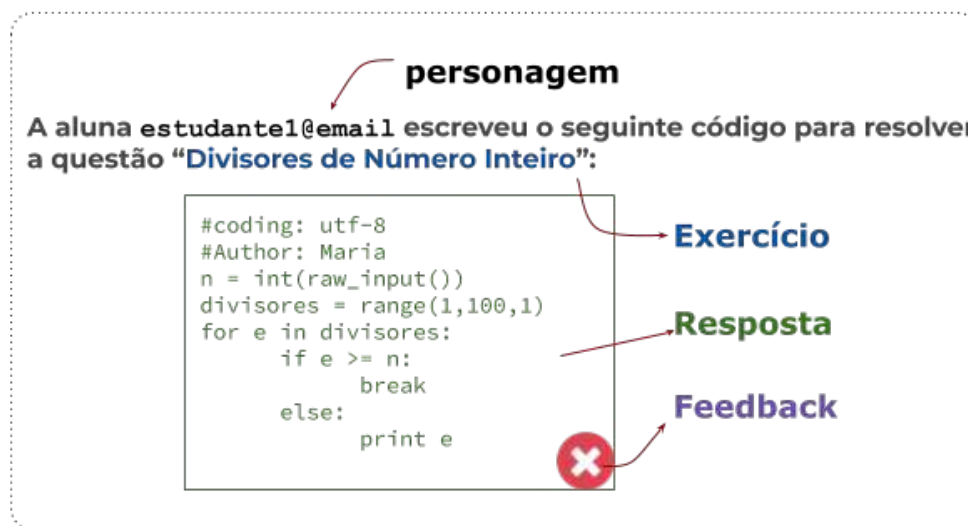 personagem
A aluna estudante1@email escreveu o seguinte código para resolver
a questão “Divisores de Número Inteiro”:
#coding: utf-8
#Author: Maria
n = int(raw_input())
divisores = range(1,100,1)
for e in divisores:
if e >= n:
break
else:
print e
Exercício
Resposta
Feedback